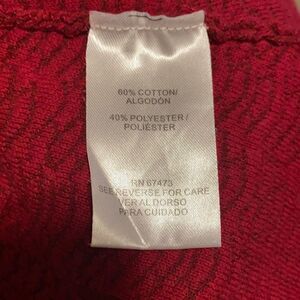 60% COTTON/
ALGODÓN
40% POLYESTER/
POLIÉSTER
RN 67473
SEE REVERSE FOR CARE
VER AL DORSO
PARA CUIDADO